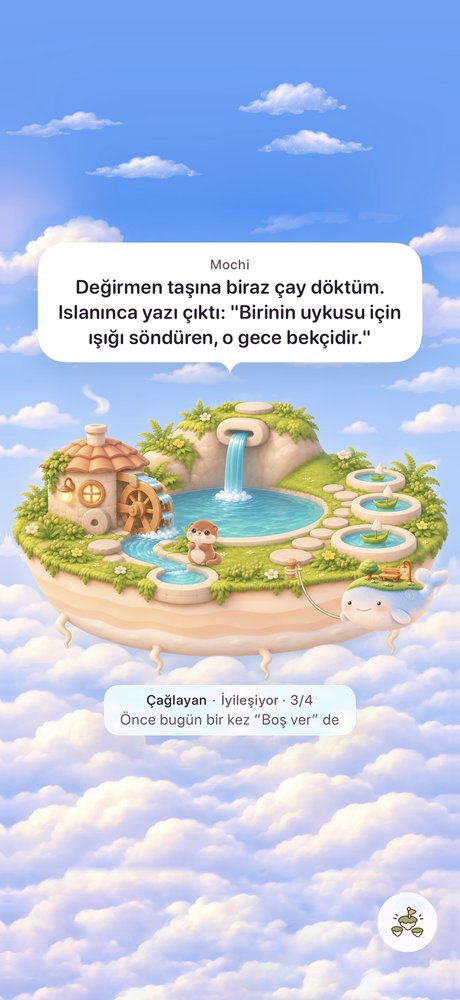 Mochi
Değirmen taşına biraz çay döktüm.
Islanınca yazı çıktı: "Birinin uykusu için
ışığı söndüren, o gece bekçidir."
Çağlayan · İyileşiyor · 3/4
Önce bugün bir kez “Boş ver” de